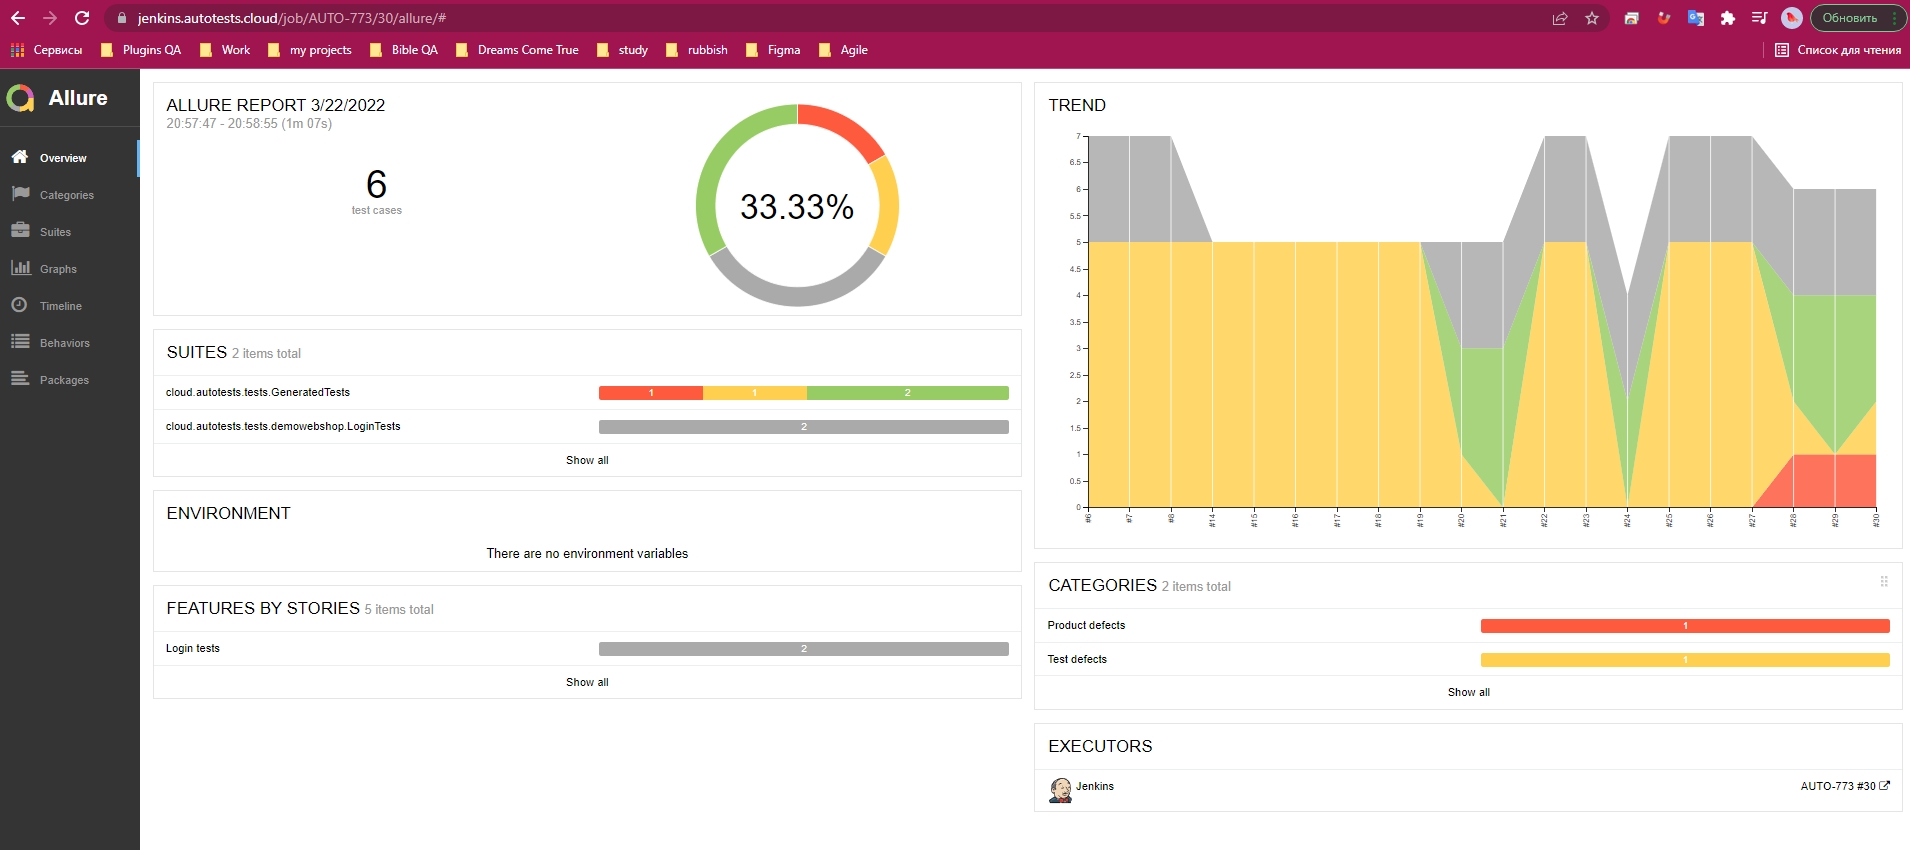 jenkins.autotests.cloud/job/AUTO-773/30/allure/#
Обновить
Сервисы Plugins QA Work my projects Bible QA Dreams Come True study rubbish Figma Agile
Список для чтения
Allure
Overview
Categories
Suites
Graphs
Timeline
Behaviors
Packages
ALLURE REPORT 3/22/2022
20:57:47 - 20:58:55 (1m 07s)
6
test cases
33.33%
SUITES 2 items total
cloud.autotests.tests.GeneratedTests 1 1 2
cloud.autotests.tests.demowebshop.LoginTests 2
Show all
ENVIRONMENT
There are no environment variables
FEATURES BY STORIES 5 items total
Login tests 2
Show all
TREND
7
6.5
6
5.5
5
4.5
4
3.5
3
2.5
2
1.5
1
0.5
0
#6 #7 #8 #14 #15 #16 #17 #18 #19 #20 #21 #22 #23 #24 #25 #26 #27 #28 #29 #30
CATEGORIES 2 items total
Product defects 1
Test defects 1
Show all
EXECUTORS
Jenkins AUTO-773 #30